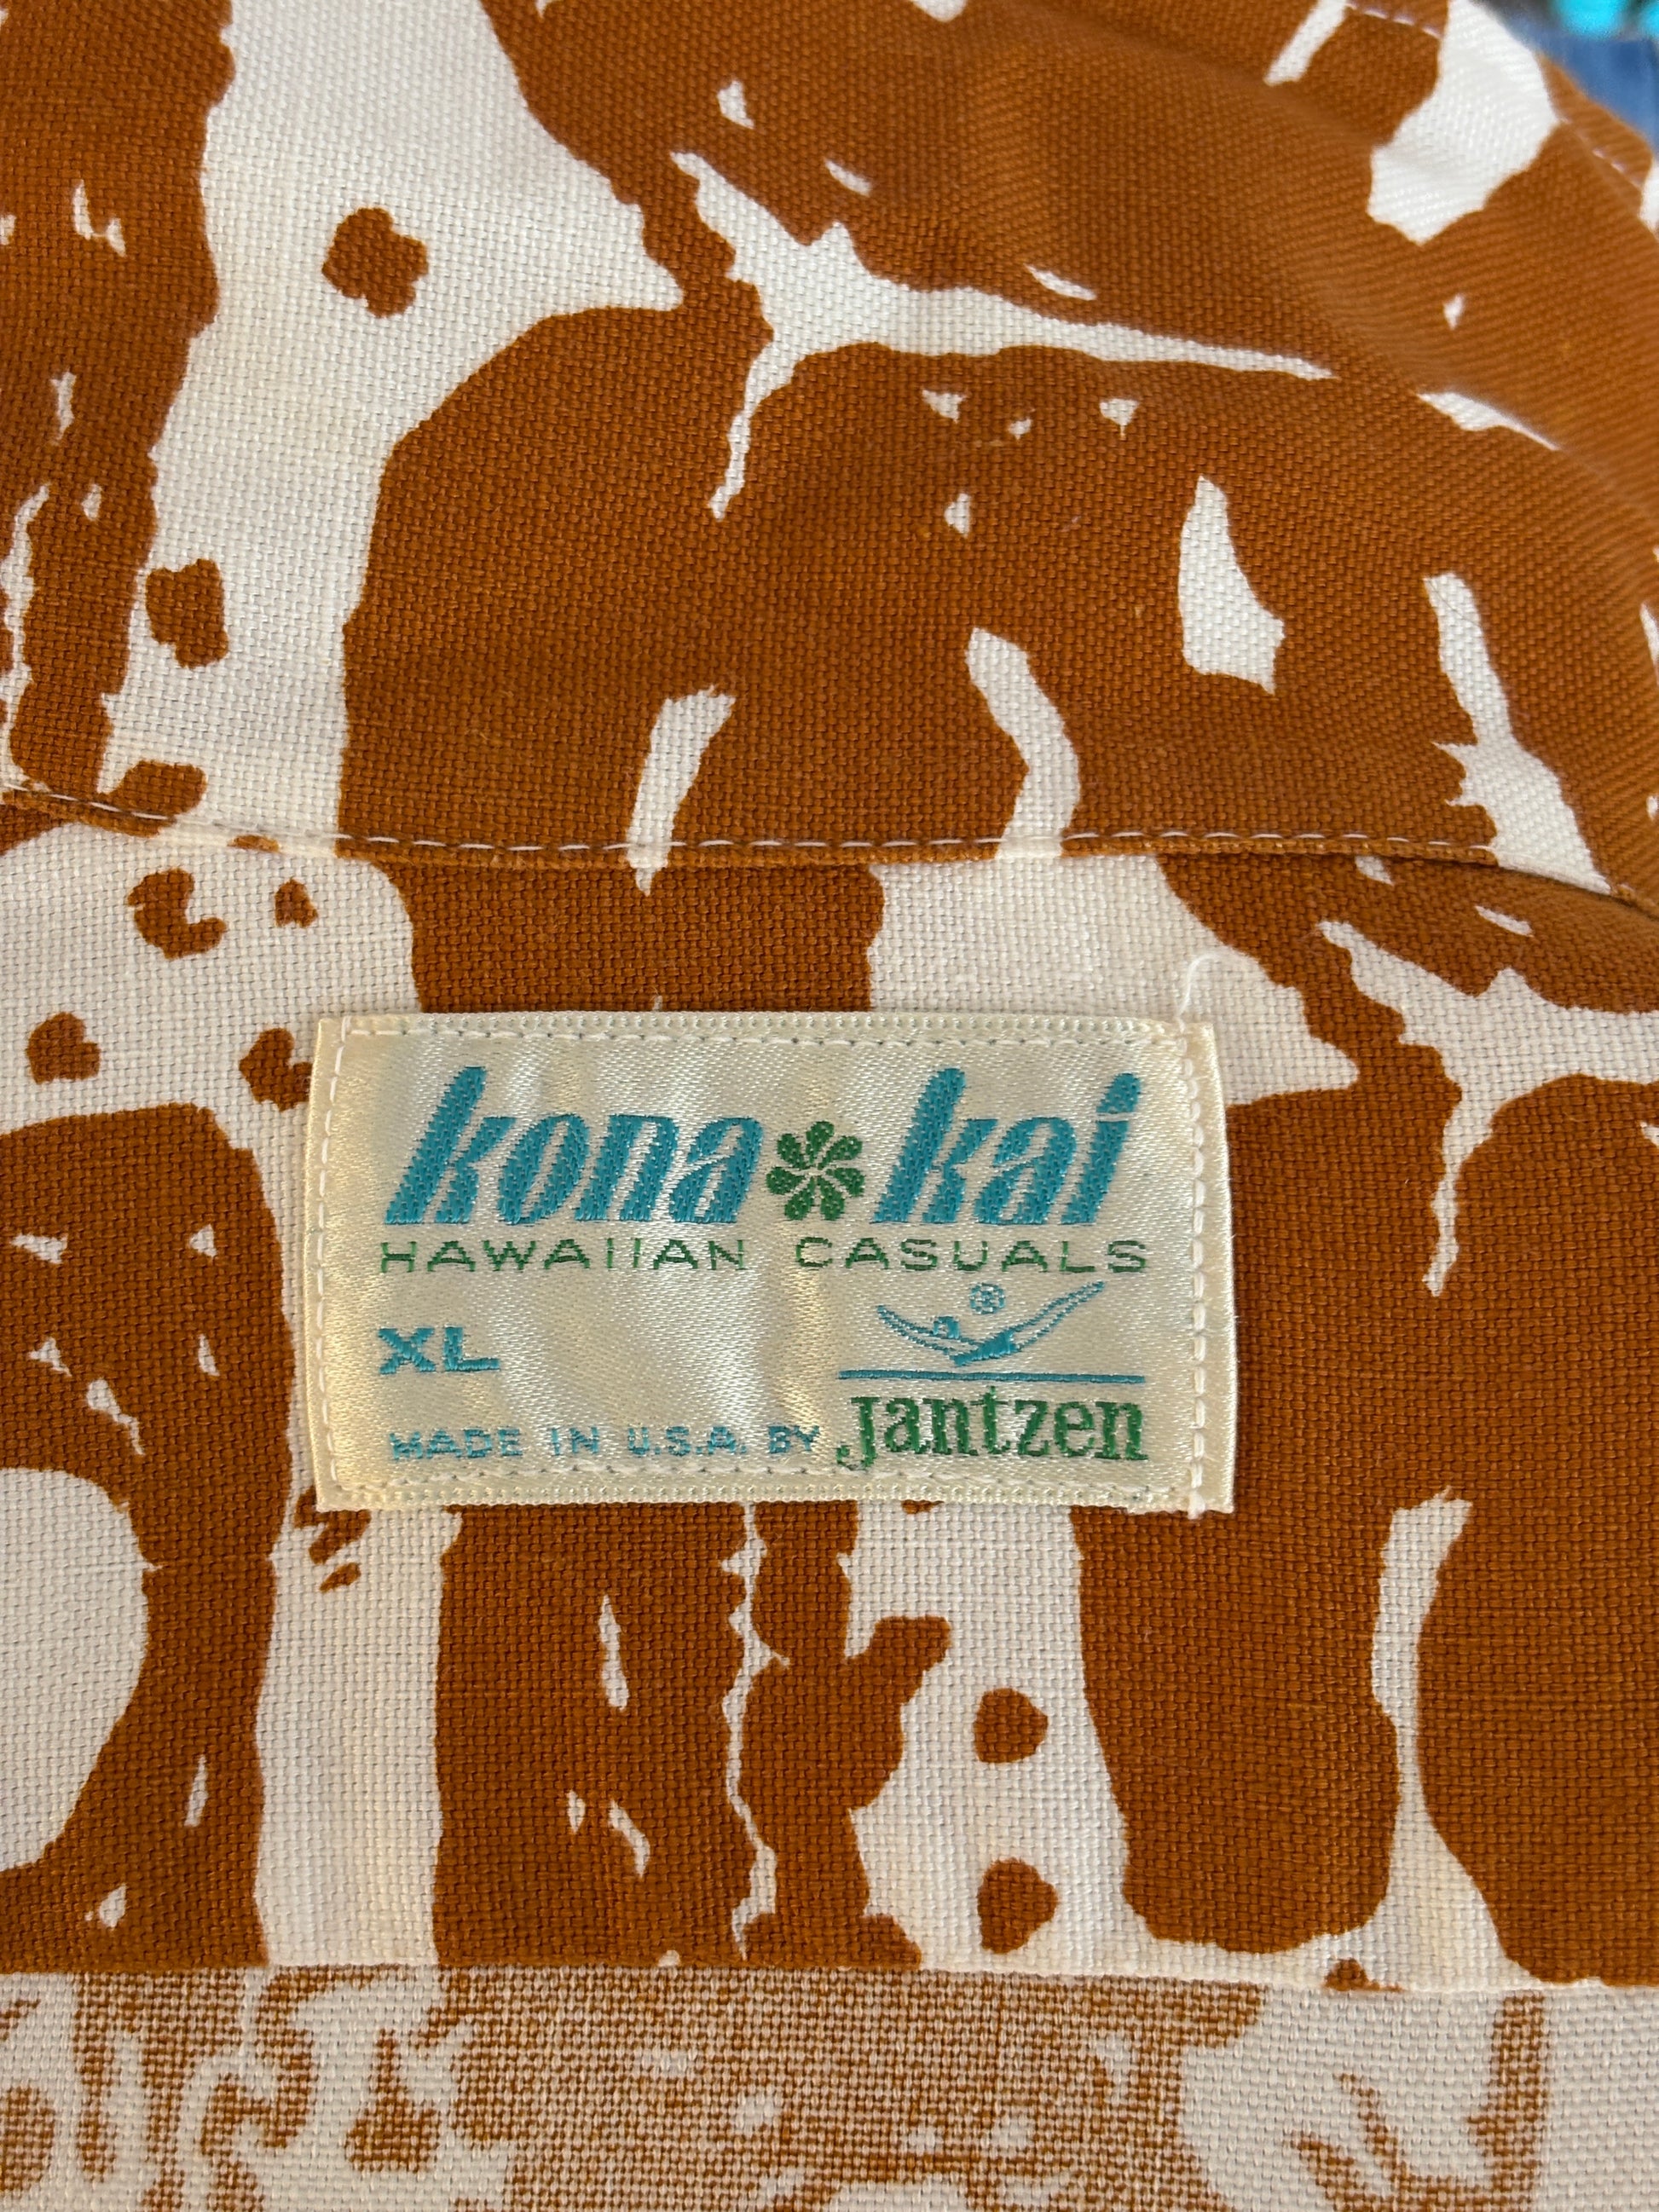 kona kai
HAWAIIAN CASUALS
XL
MADE IN U.S.A. BY jantzen